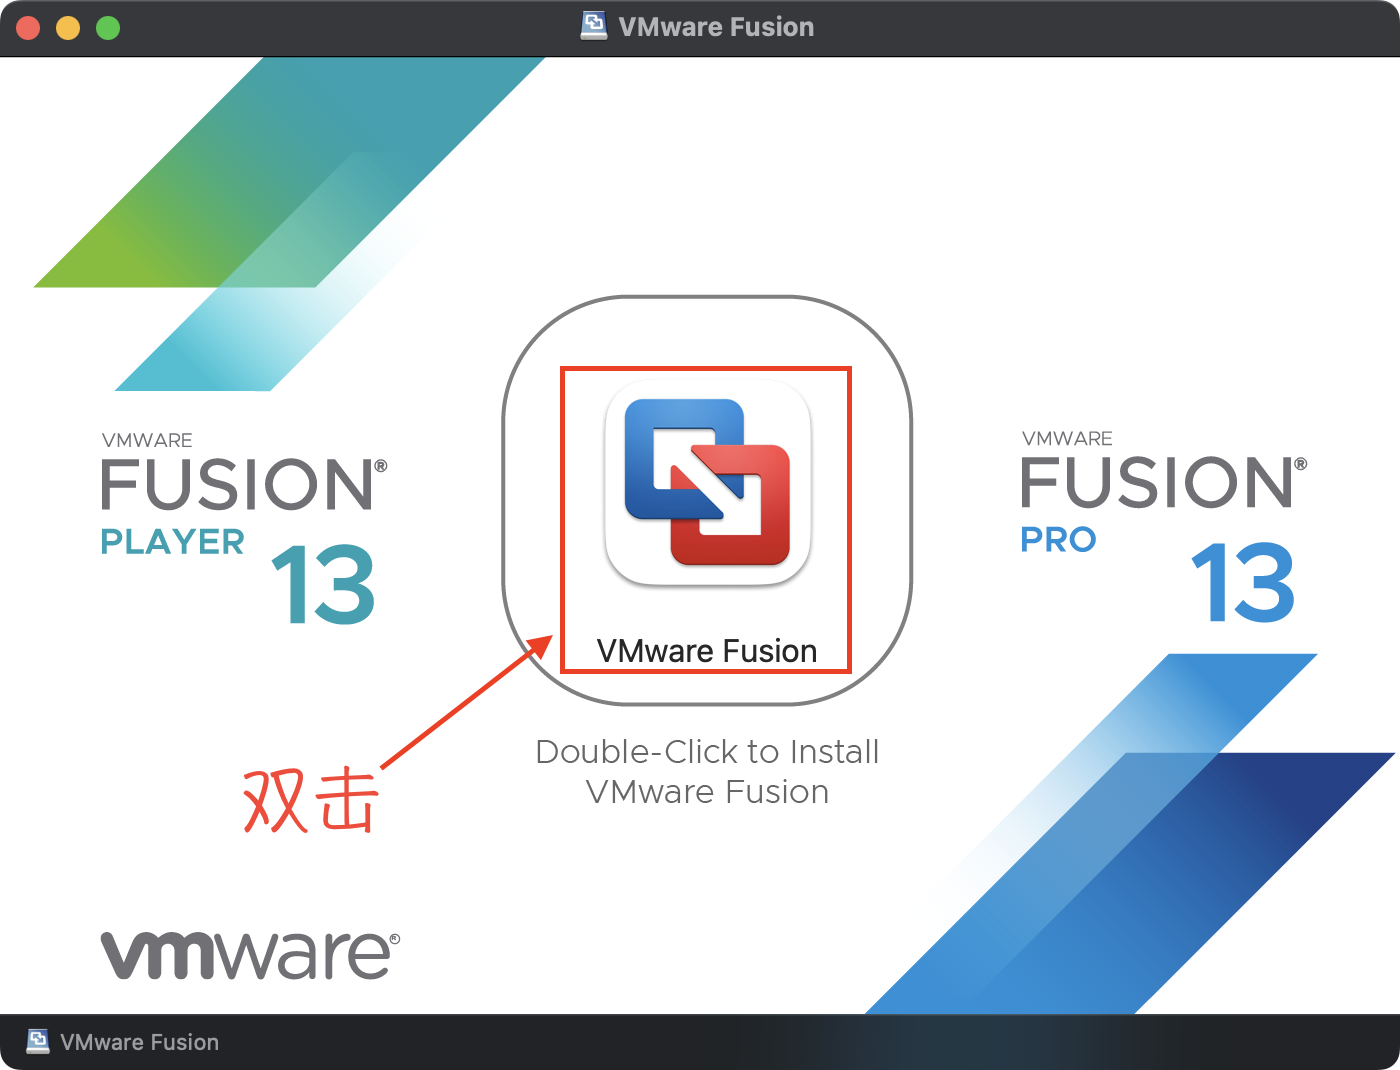 VMware Fusion
VMWARE
FUSION®
PLAYER
13
VMware Fusion
VMWARE
FUSION®
PRO
13
Double-Click to Install
VMware Fusion
双击
vmware®
VMware Fusion